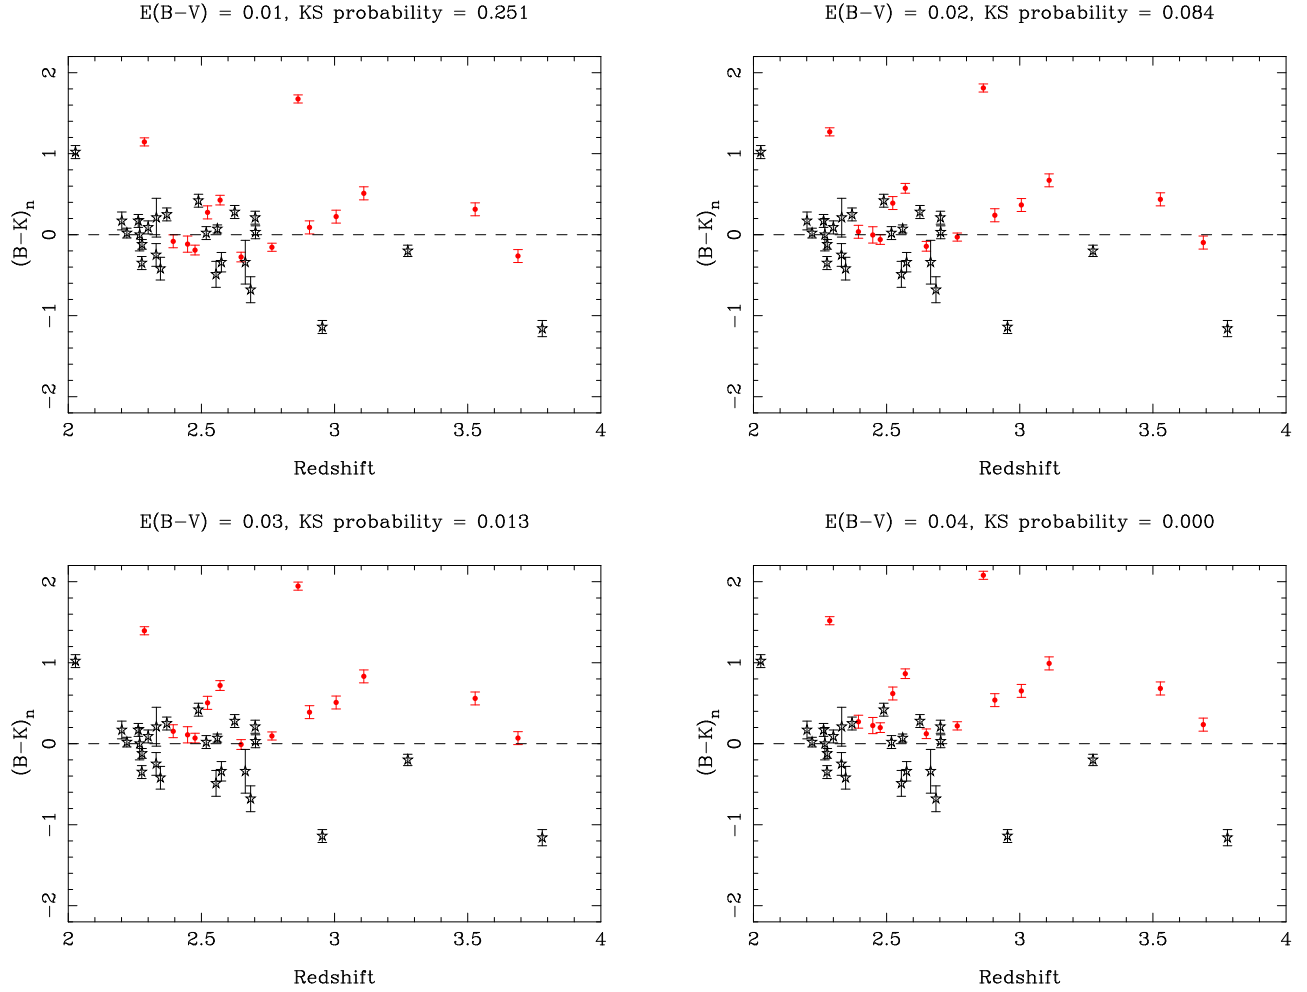 E(B−V) = 0.01, KS probability = 0.251
2
1
0
−1
−2
(B−K)n
2 2.5 3 3.5 4
Redshift
E(B−V) = 0.02, KS probability = 0.084
2
1
0
−1
−2
(B−K)n
2 2.5 3 3.5 4
Redshift
E(B−V) = 0.03, KS probability = 0.013
2
1
0
−1
−2
(B−K)n
2 2.5 3 3.5 4
Redshift
E(B−V) = 0.04, KS probability = 0.000
2
1
0
−1
−2
(B−K)n
2 2.5 3 3.5 4
Redshift